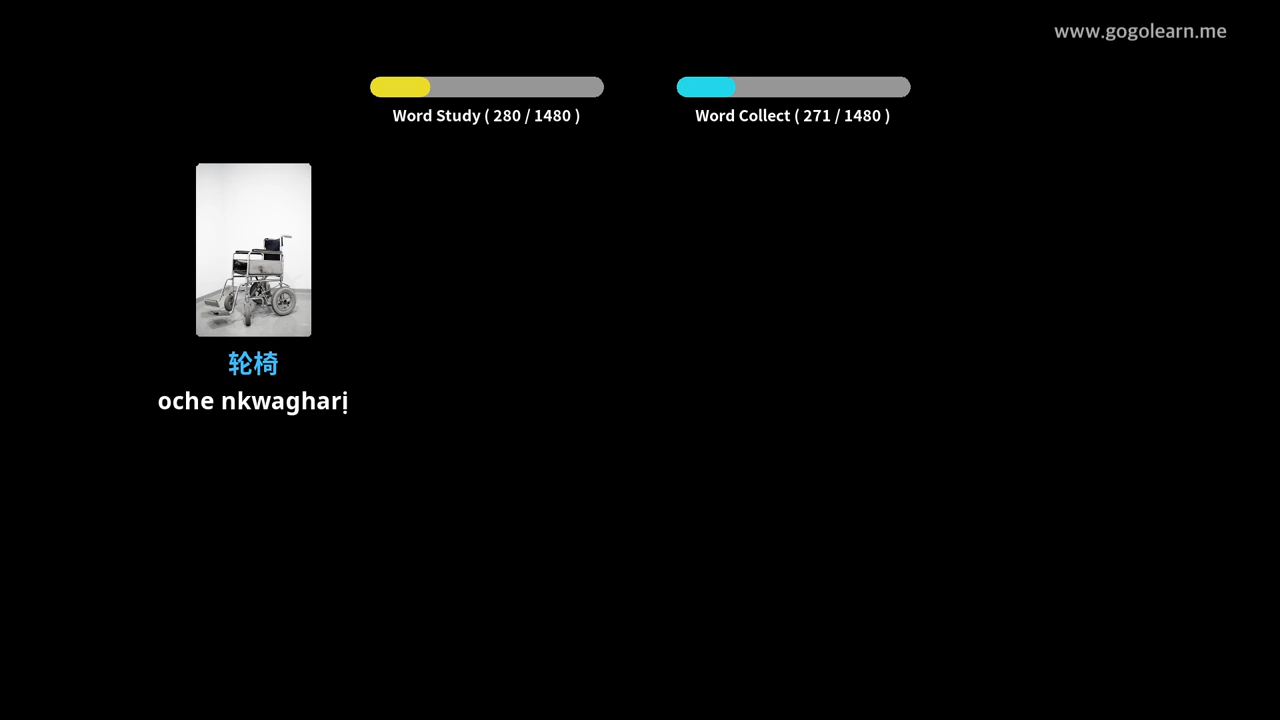 www.gogolearn.me
Word Study ( 280 / 1480 )
Word Collect ( 271 / 1480 )
轮椅
oche nkwagharị